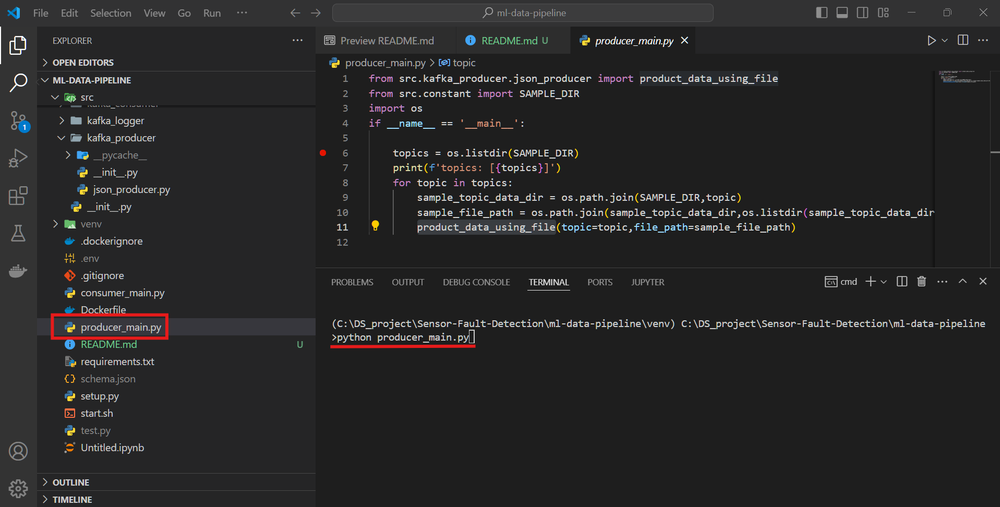 File Edit Selection View Go Run ··· ml-data-pipeline
EXPLORER
OPEN EDITORS
ML-DATA-PIPELINE
src
kafka_consumer
kafka_logger
kafka_producer
__pycache__
__init__.py
json_producer.py
__init__.py
venv
.dockerignore
.env
.gitignore
consumer_main.py
Dockerfile
producer_main.py
README.md U
requirements.txt
schema.json
setup.py
start.sh
test.py
Untitled.ipynb
OUTLINE
TIMELINE
1
Preview README.md README.md U producer_main.py
producer_main.py > topic
1 from src.kafka_producer.json_producer import product_data_using_file
2 from src.constant import SAMPLE_DIR
3 import os
4 if __name__ == '__main__':
5
6 topics = os.listdir(SAMPLE_DIR)
7 print(f'topics: [{topics}]')
8 for topic in topics:
9 sample_topic_data_dir = os.path.join(SAMPLE_DIR,topic)
10 sample_file_path = os.path.join(sample_topic_data_dir,os.listdir(sample_topic_data_dir
11 product_data_using_file(topic=topic,file_path=sample_file_path)
12
PROBLEMS OUTPUT DEBUG CONSOLE TERMINAL PORTS JUPYTER cmd
(C:\DS_project\Sensor-Fault-Detection\ml-data-pipeline\venv) C:\DS_project\Sensor-Fault-Detection\ml-data-pipeline
>python producer_main.py